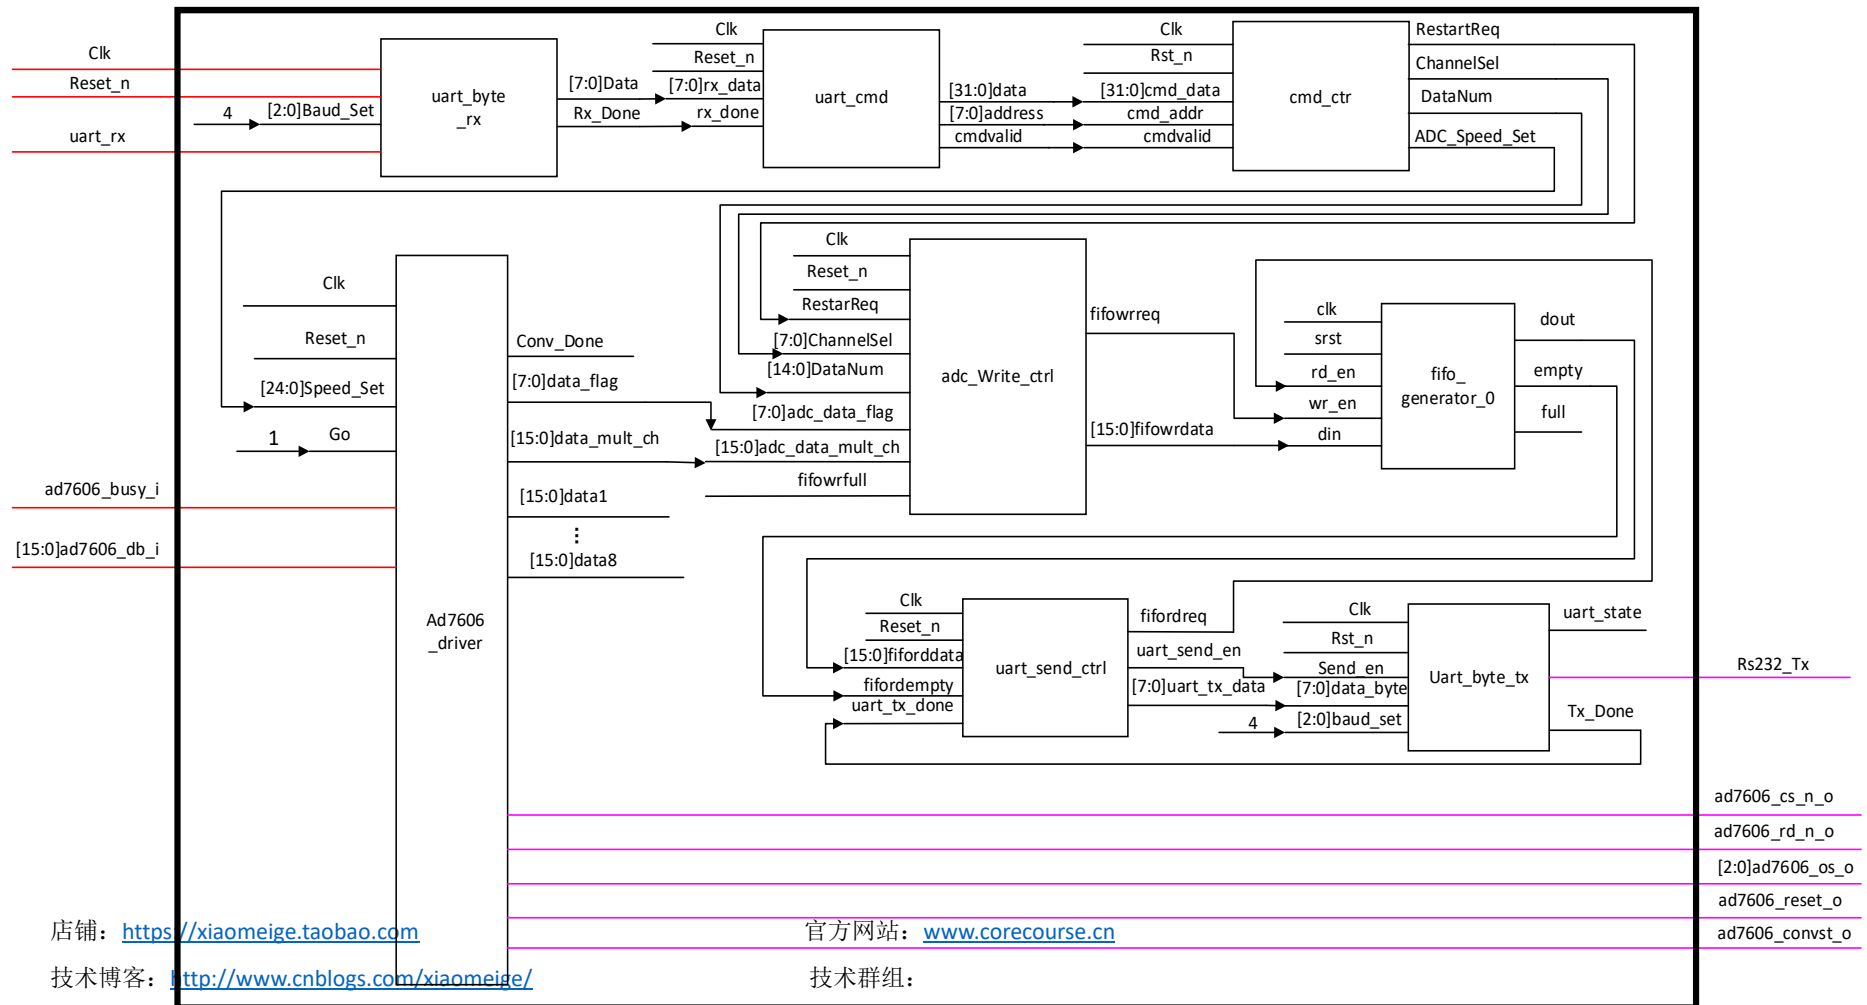 Clk
Reset_n
4
[2:0]Baud_Set
uart_rx
uart_byte
_rx
[7:0]Data
Rx_Done
Clk
Reset_n
[7:0]rx_data
rx_done
uart_cmd
[31:0]data
[7:0]address
cmdvalid
Clk
Rst_n
[31:0]cmd_data
cmd_addr
cmdvalid
cmd_ctr
RestartReq
ChannelSel
DataNum
ADC_Speed_Set
Clk
Reset_n
[24:0]Speed_Set
1
Go
ad7606_busy_i
[15:0]ad7606_db_i
Ad7606
_driver
Conv_Done
[7:0]data_flag
[15:0]data_mult_ch
[15:0]data1
⋮
[15:0]data8
Clk
Reset_n
RestarReq
[7:0]ChannelSel
[14:0]DataNum
[7:0]adc_data_flag
[15:0]adc_data_mult_ch
fifowrfull
adc_Write_ctrl
fifowrreq
[15:0]fifowrdata
clk
srst
rd_en
wr_en
din
fifo_
generator_0
dout
empty
full
Clk
Reset_n
[15:0]fiforddata
fifordempty
uart_tx_done
uart_send_ctrl
fifordreq
uart_send_en
[7:0]uart_tx_data
Clk
Rst_n
Send_en
[7:0]data_byte
4
[2:0]baud_set
Uart_byte_tx
uart_state
Tx_Done
Rs232_Tx
ad7606_cs_n_o
ad7606_rd_n_o
[2:0]ad7606_os_o
ad7606_reset_o
ad7606_convst_o
店铺：https://xiaomeige.taobao.com
官方网站：www.corecourse.cn
技术博客：http://www.cnblogs.com/xiaomeige/
技术群组：